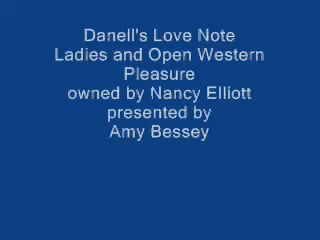 Danell's Love Note
Ladies and Open Western
Pleasure
owned by Nancy Elliott
presented by
Amy Bessey